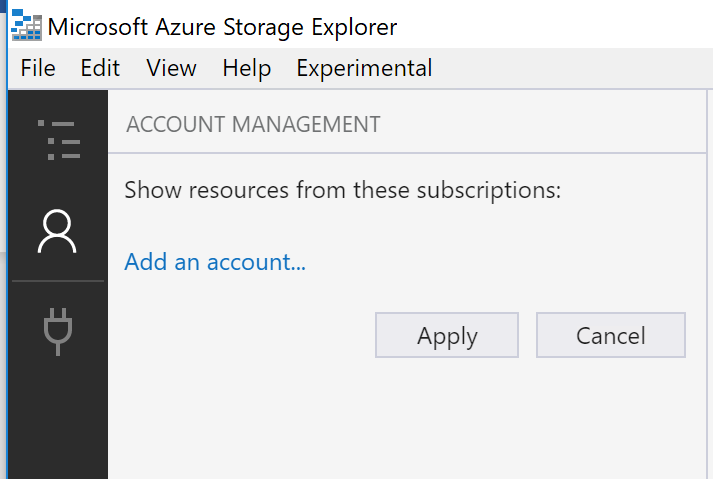 Microsoft Azure Storage Explorer
File Edit View Help Experimental
ACCOUNT MANAGEMENT
Show resources from these subscriptions:
Add an account...
Apply Cancel